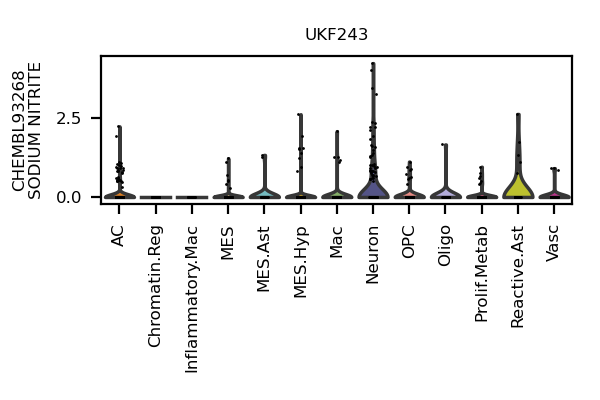 UKF243
CHEMBL93268
SODIUM NITRITE
2.5
0.0
AC
Chromatin.Reg
Inflammatory.Mac
MES
MES.Ast
MES.Hyp
Mac
Neuron
OPC
Oligo
Prolif.Metab
Reactive.Ast
Vasc